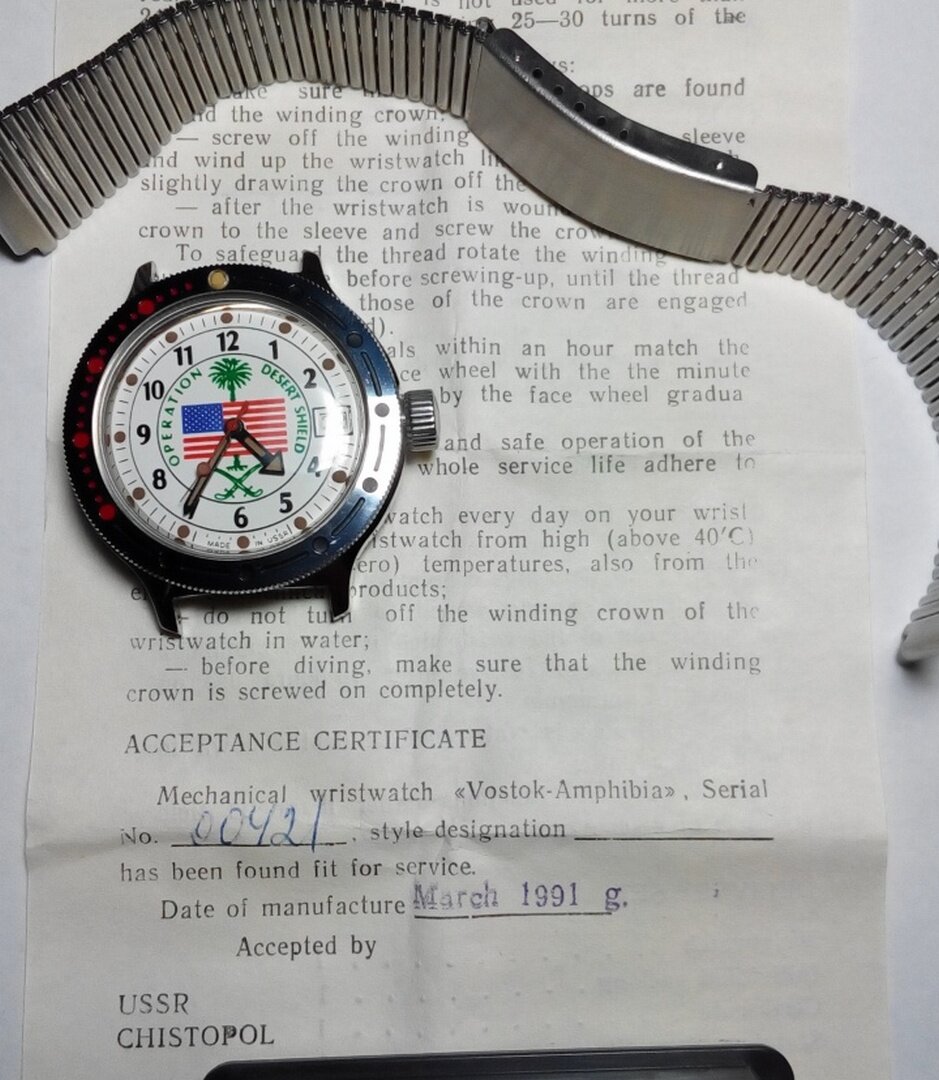 25—30 turns of the
ops are found
the winding crown.
— screw off the winding sleeve
and wind up the wristwatch
slightly drawing the crown off the
— after the wristwatch is
crown to the sleeve and screw the
To safeguard the thread rotate the winding
before screwing-up, until the thread
those of the crown are engaged
within an hour match the
wheel with the the minute
by the face wheel gradua
and safe operation of the
whole service life adhere to
watch every day on your wrist
from high (above 40°C)
temperatures, also from the
products;
— do not turn off the winding crown of the
wristwatch in water;
— before diving, make sure that the winding
crown is screwed on completely.
ACCEPTANCE CERTIFICATE
Mechanical wristwatch «Vostok-Amphibia», Serial
No. 00421, style designation
has been found fit for service.
Date of manufacture March 1991 g.
Accepted by
USSR
CHISTOPOL
12
1
2
4
5
6
8
9
10
11
OPERATION DESERT SHIELD
MADE IN USSR